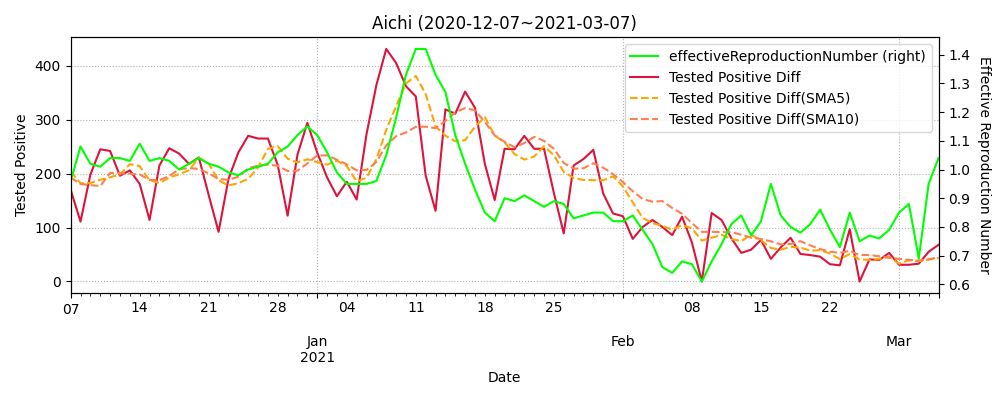 Aichi (2020-12-07~2021-03-07)
effectiveReproductionNumber (right)
Tested Positive Diff
Tested Positive Diff(SMA5)
Tested Positive Diff(SMA10)
Tested Positive
400
300
200
100
0
1.4
1.3
1.2
1.1
1.0
0.9
0.8
0.7
0.6
Effective Reproduction Number
07 14 21 28 04 11 18 25 08 15 22
Jan Feb Mar
2021
Date